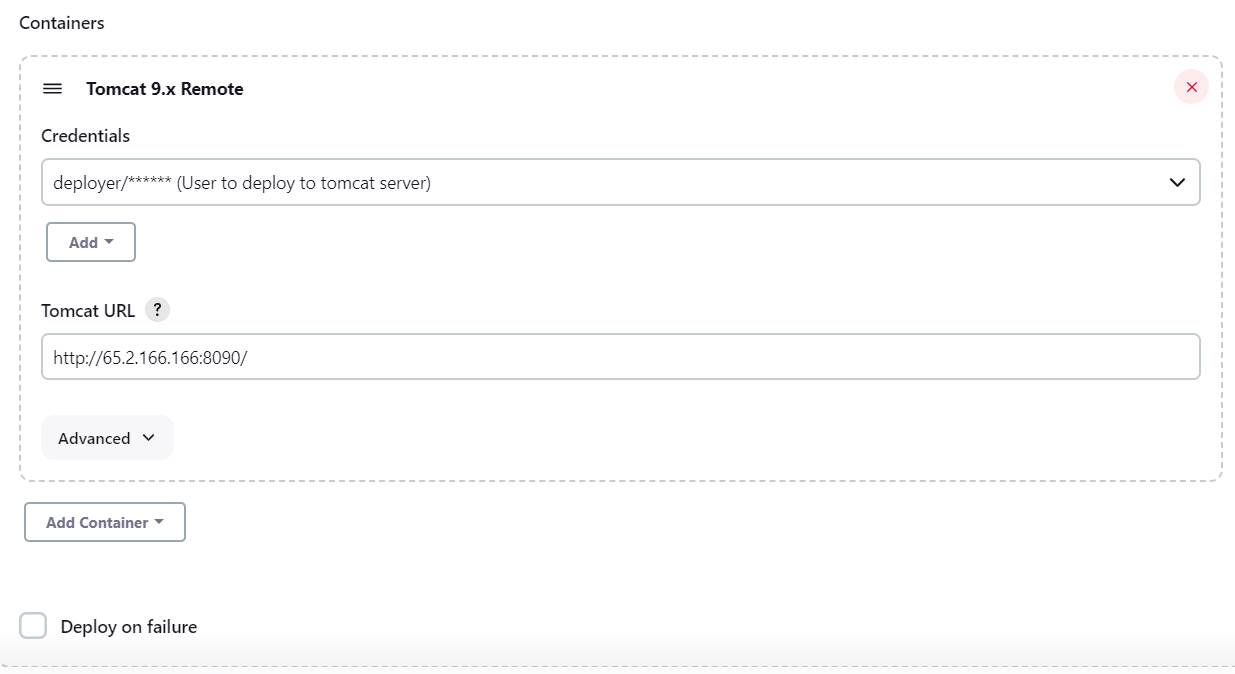 Containers
Tomcat 9.x Remote
Credentials
deployer/****** (User to deploy to tomcat server)
Add
Tomcat URL ?
http://65.2.166.166:8090/
Advanced
Add Container
Deploy on failure